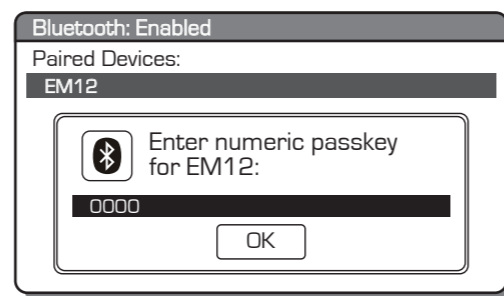 Bluetooth: Enabled
Paired Devices:
EM12
Enter numeric passkey
for EM12:
0000
OK